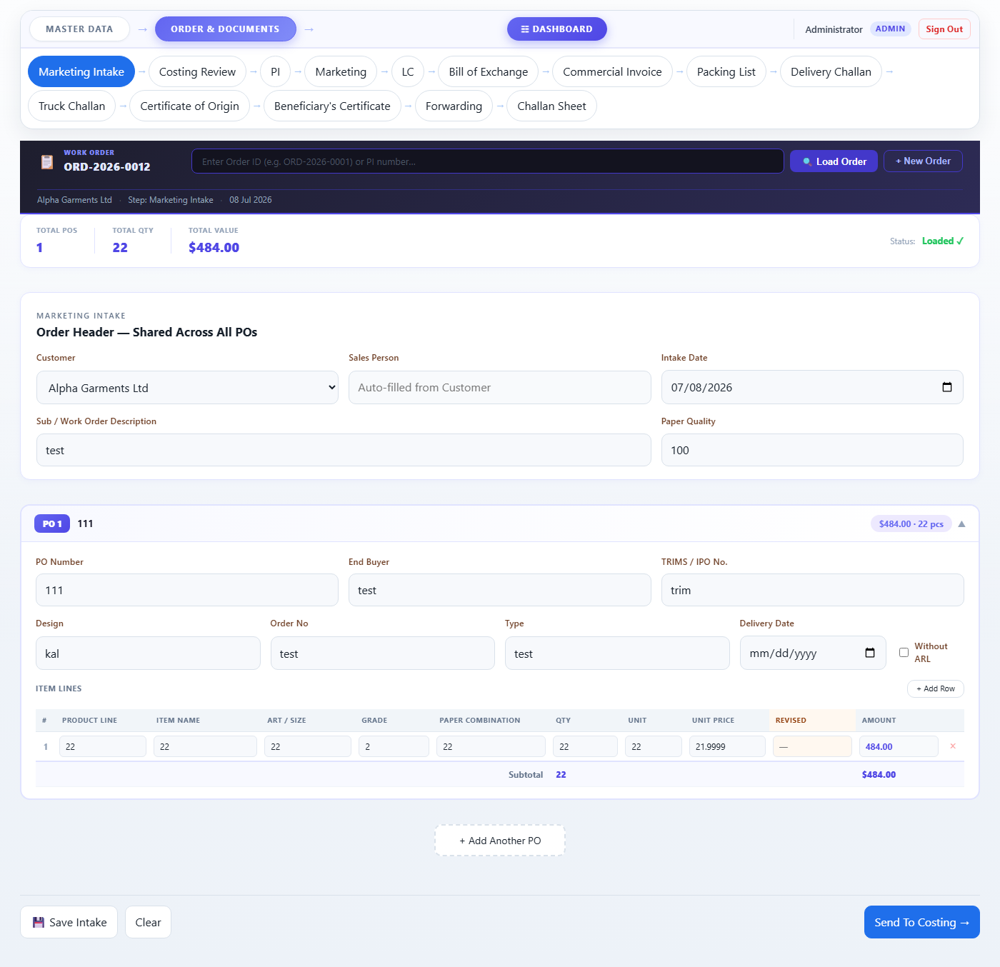 MASTER DATA → ORDER & DOCUMENTS → ☵ DASHBOARD Administrator ADMIN Sign Out
Marketing Intake → Costing Review → PI → Marketing → LC → Bill of Exchange → Commercial Invoice → Packing List → Delivery Challan →
Truck Challan → Certificate of Origin → Beneficiary's Certificate → Forwarding → Challan Sheet
WORK ORDER
ORD-2026-0012 Enter Order ID (e.g. ORD-2026-0001) or PI number... 🔍 Load Order + New Order
Alpha Garments Ltd · Step: Marketing Intake · 08 Jul 2026
TOTAL POS TOTAL QTY TOTAL VALUE
1 22 $484.00 Status: Loaded ✓
MARKETING INTAKE
Order Header — Shared Across All POs
Customer Sales Person Intake Date
Alpha Garments Ltd Auto-filled from Customer 07/08/2026
Sub / Work Order Description Paper Quality
test 100
PO 1 111 $484.00 · 22 pcs ▲
PO Number End Buyer TRIMS / IPO No.
111 test trim
Design Order No Type Delivery Date
kal test test mm/dd/yyyy Without ARL
ITEM LINES + Add Row
# PRODUCT LINE ITEM NAME ART / SIZE GRADE PAPER COMBINATION QTY UNIT UNIT PRICE REVISED AMOUNT
1 22 22 22 2 22 22 22 21.9999 — 484.00 ×
Subtotal 22 $484.00
+ Add Another PO
💾 Save Intake Clear Send To Costing →